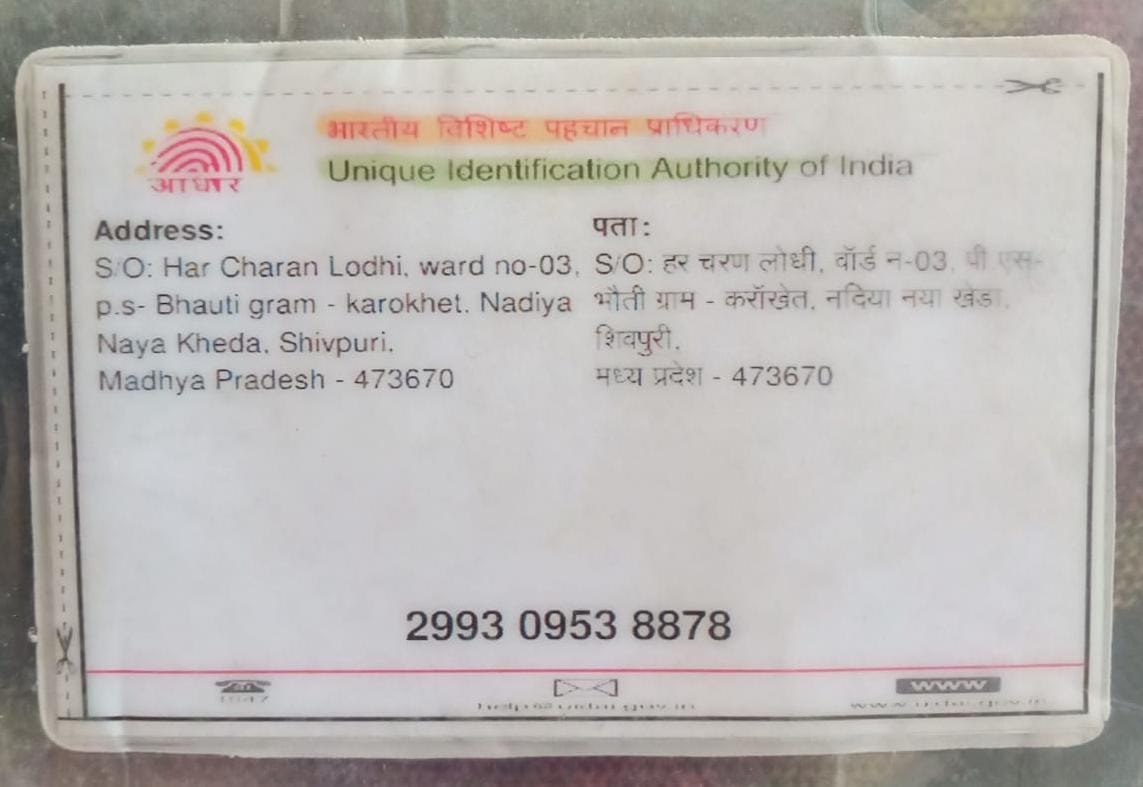 भारतीय विशिष्ट पहचान प्राधिकरण
आधार
Unique Identification Authority of India
Address:
S/O: Har Charan Lodhi, ward no-03,
p.s- Bhauti gram - karokhet, Nadiya
Naya Kheda, Shivpuri,
Madhya Pradesh - 473670
पता:
S/O: हर चरण लोधी, वॉर्ड न-03, पी एस-
भौती ग्राम - करॉखेत, नदिया नया खेडा,
शिवपुरी,
मध्य प्रदेश - 473670
2993 0953 8878
WWW